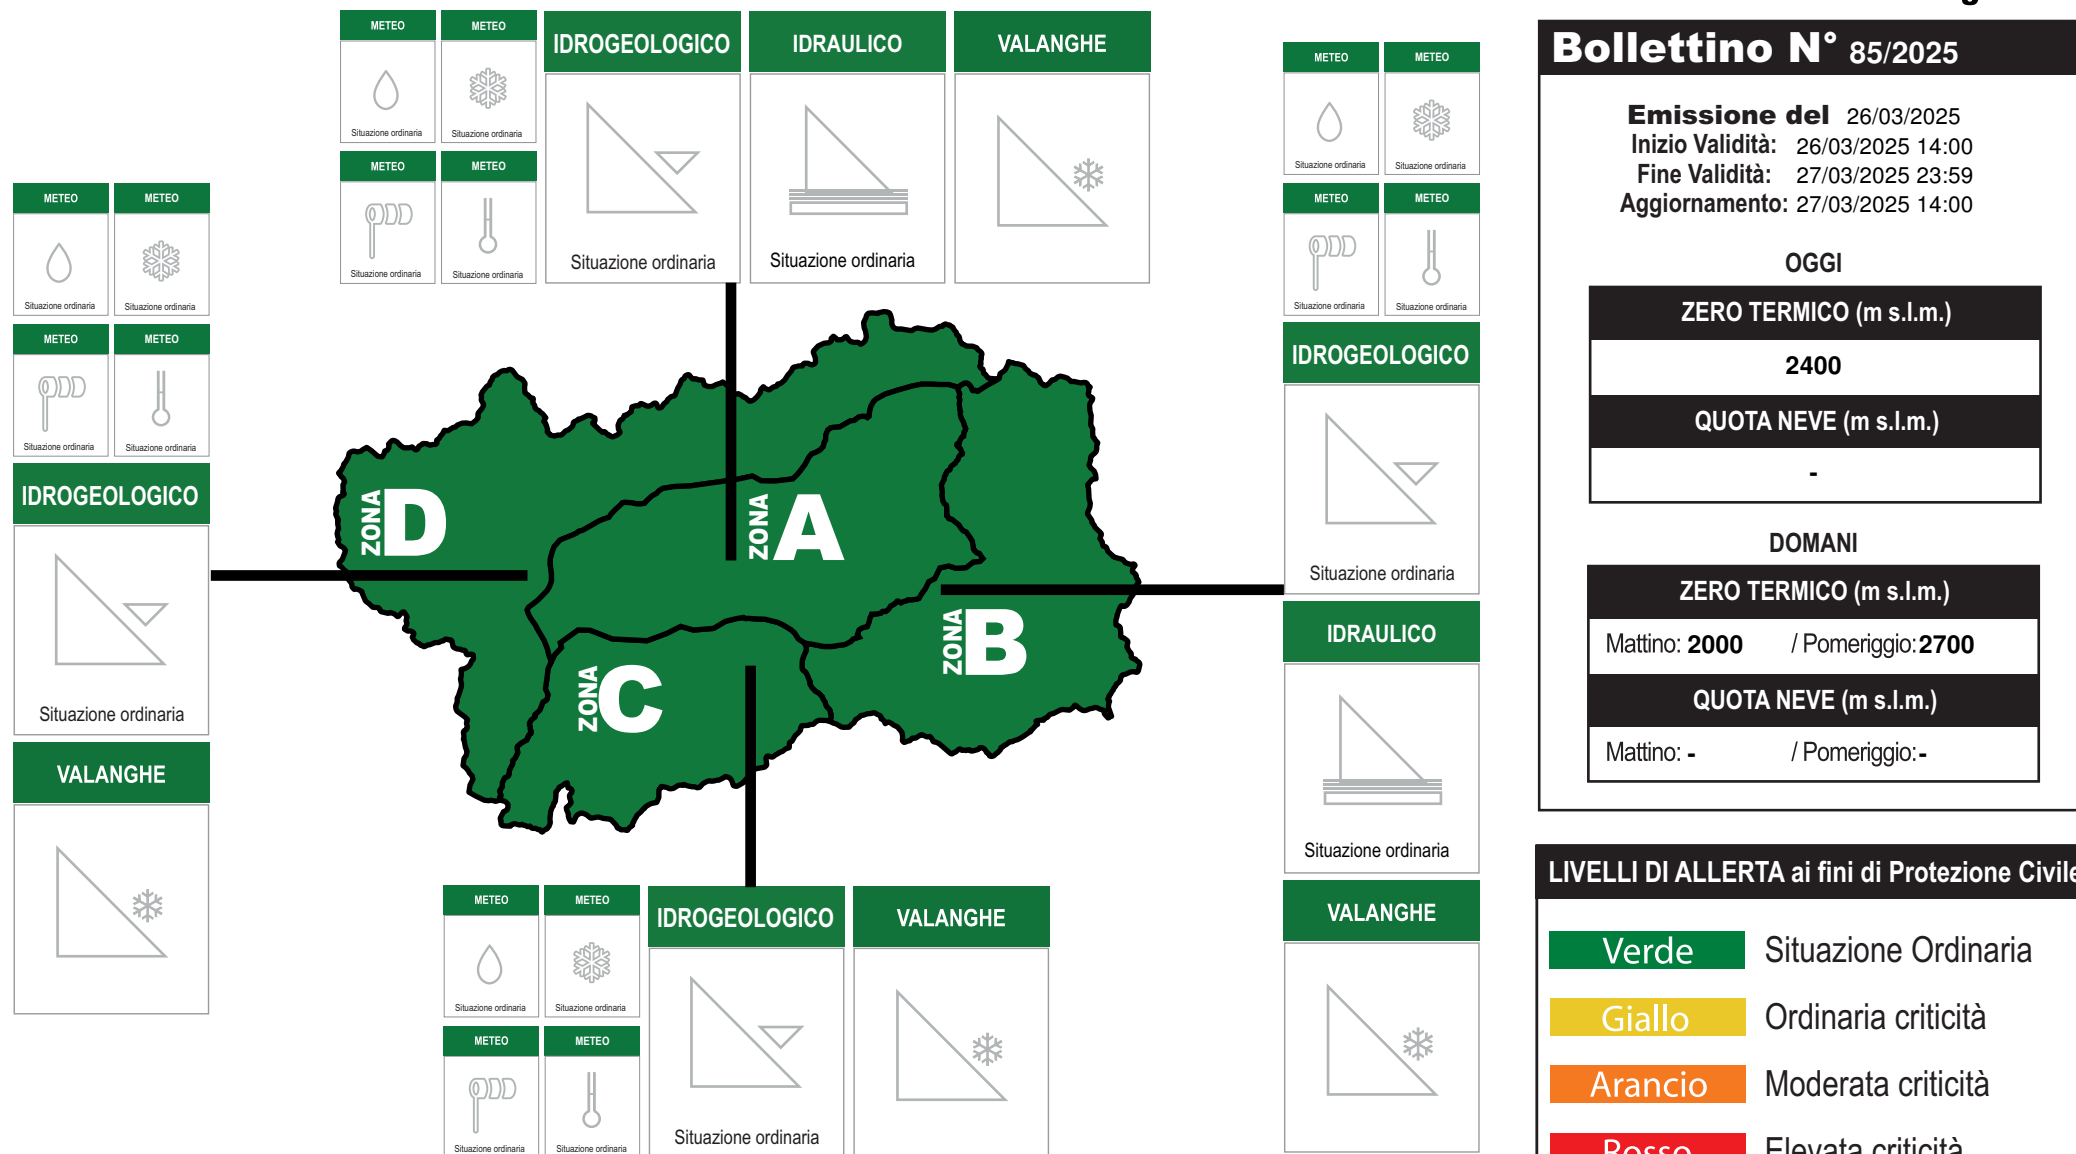 METEO
METEO
Situazione ordinaria
Situazione ordinaria
METEO
METEO
Situazione ordinaria
Situazione ordinaria
IDROGEOLOGICO
Situazione ordinaria
IDRAULICO
Situazione ordinaria
VALANGHE
METEO
METEO
Situazione ordinaria
Situazione ordinaria
METEO
METEO
Situazione ordinaria
Situazione ordinaria
IDROGEOLOGICO
Situazione ordinaria
VALANGHE
ZONA D
ZONA A
ZONA B
ZONA C
METEO
METEO
Situazione ordinaria
Situazione ordinaria
METEO
METEO
Situazione ordinaria
Situazione ordinaria
IDROGEOLOGICO
Situazione ordinaria
IDRAULICO
Situazione ordinaria
VALANGHE
METEO
METEO
Situazione ordinaria
Situazione ordinaria
METEO
METEO
Situazione ordinaria
Situazione ordinaria
IDROGEOLOGICO
Situazione ordinaria
VALANGHE
Bollettino N° 85/2025
Emissione del 26/03/2025
Inizio Validità: 26/03/2025 14:00
Fine Validità: 27/03/2025 23:59
Aggiornamento: 27/03/2025 14:00
OGGI
ZERO TERMICO (m s.l.m.)
2400
QUOTA NEVE (m s.l.m.)
-
DOMANI
ZERO TERMICO (m s.l.m.)
Mattino: 2000 / Pomeriggio: 2700
QUOTA NEVE (m s.l.m.)
Mattino: - / Pomeriggio: -
LIVELLI DI ALLERTA ai fini di Protezione Civile
Verde Situazione Ordinaria
Giallo Ordinaria criticità
Arancio Moderata criticità
Rosso Elevata criticità